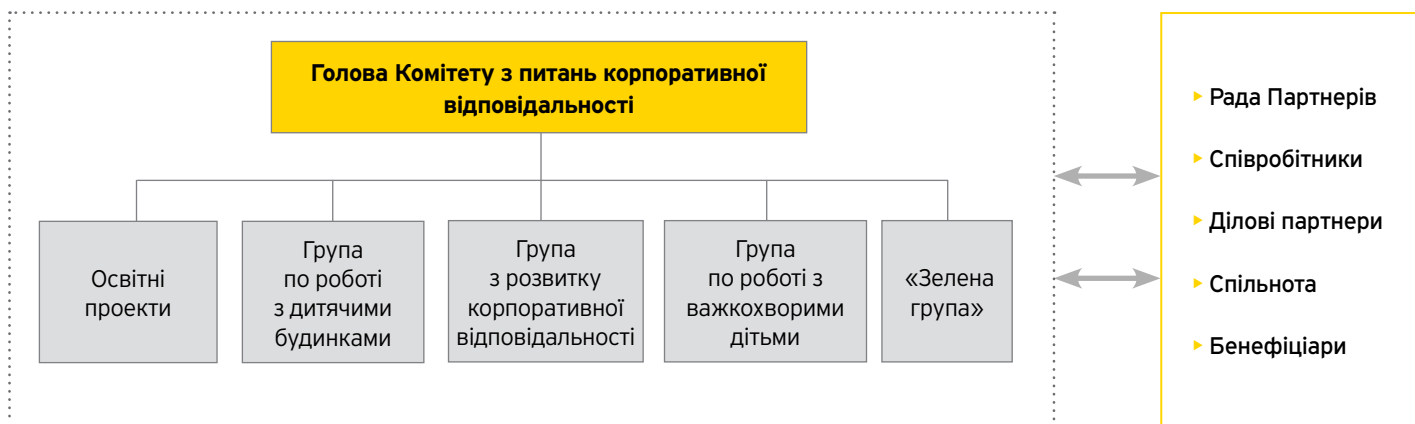 Голова Комітету з питань корпоративної
відповідальності
Освітні
проекти
Група
по роботі
з дитячими
будинками
Група
з розвитку
корпоративної
відповідальності
Група
по роботі з
важкохворими
дітьми
«Зелена
група»
Рада Партнерів
Співробітники
Ділові партнери
Спільнота
Бенефіціари